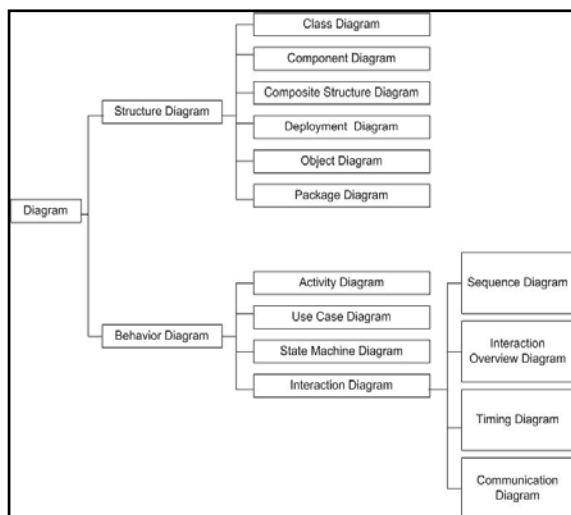 Class Diagram
Component Diagram
Composite Structure Diagram
Structure Diagram
Deployment Diagram
Object Diagram
Package Diagram
Diagram
Activity Diagram
Sequence Diagram
Use Case Diagram
Behavior Diagram
State Machine Diagram
Interaction
Overview Diagram
Interaction Diagram
Timing Diagram
Communication
Diagram